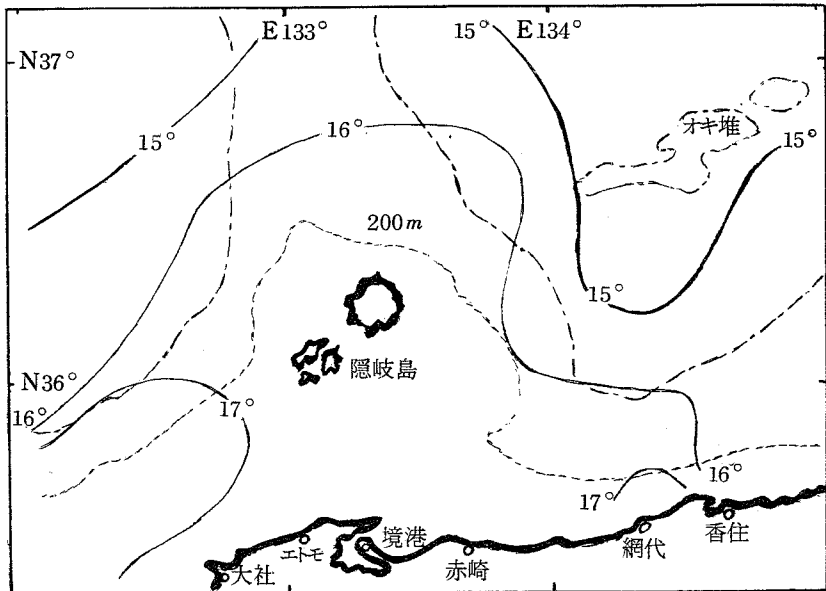 E133°
15°
E134°
N37°
15°
16°
オキ堆
15°
200m
15°
隠岐島
N36°
16°
17°
16°
17°
香住
網代
境港
エトモ
赤崎
大社